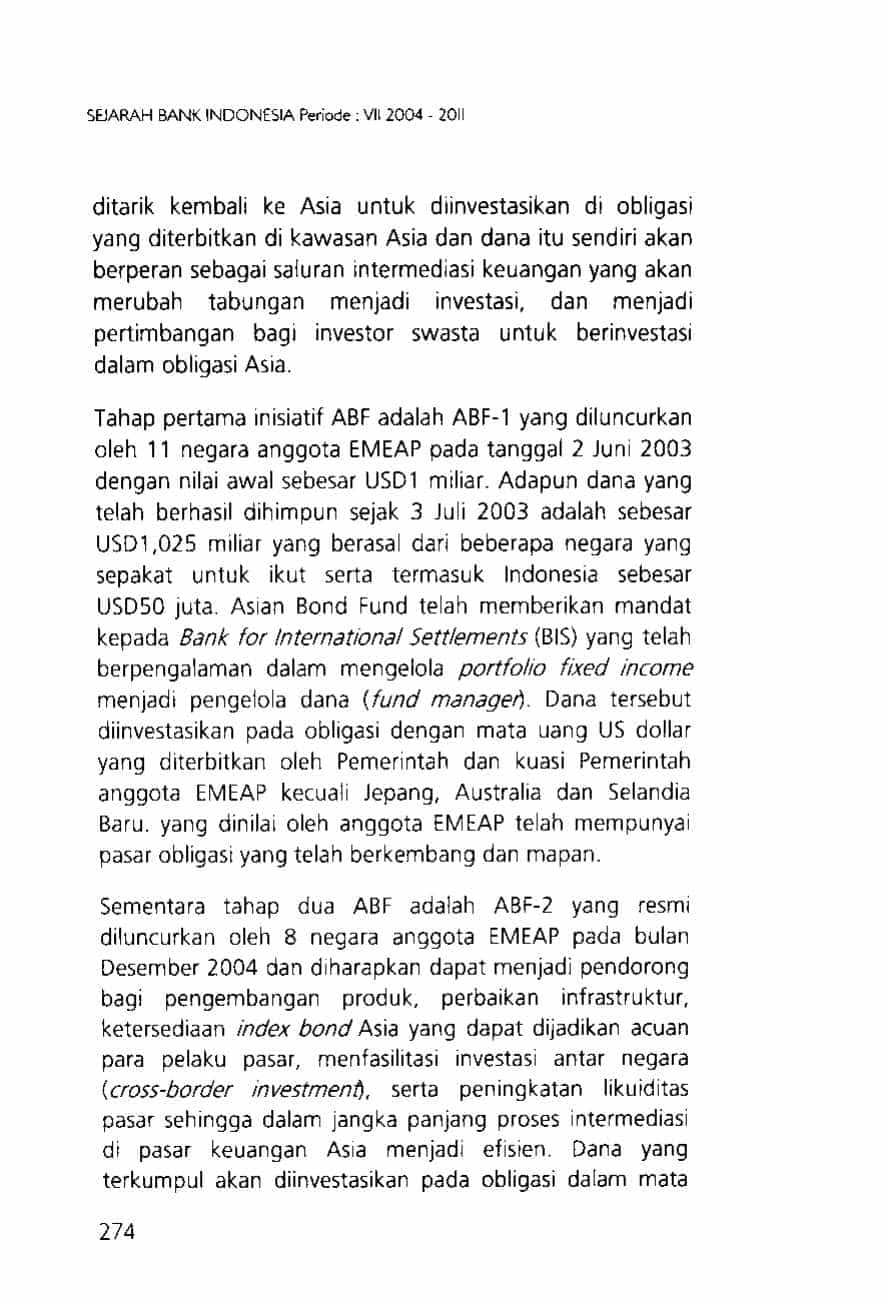 SEJARAH BANK INDONESIA Periode : VII 2004 - 2011
ditarik kembali ke Asia untuk diinvestasikan di obligasi
yang diterbitkan di kawasan Asia dan dana itu sendiri akan
berperan sebagai saluran intermediasi keuangan yang akan
merubah tabungan menjadi investasi, dan menjadi
pertimbangan bagi investor swasta untuk berinvestasi
dalam obligasi Asia.
Tahap pertama inisiatif ABF adalah ABF-1 yang diluncurkan
oleh 11 negara anggota EMEAP pada tanggal 2 Juni 2003
dengan nilai awal sebesar USD1 miliar. Adapun dana yang
telah berhasil dihimpun sejak 3 Juli 2003 adalah sebesar
USD1,025 miliar yang berasal dari beberapa negara yang
sepakat untuk ikut serta termasuk Indonesia sebesar
USD50 juta. Asian Bond Fund telah memberikan mandat
kepada Bank for International Settlements (BIS) yang telah
berpengalaman dalam mengelola portfolio fixed income
menjadi pengelola dana (fund manager). Dana tersebut
diinvestasikan pada obligasi dengan mata uang US dollar
yang diterbitkan oleh Pemerintah dan kuasi Pemerintah
anggota EMEAP kecuali Jepang, Australia dan Selandia
Baru. yang dinilai oleh anggota EMEAP telah mempunyai
pasar obligasi yang telah berkembang dan mapan.
Sementara tahap dua ABF adalah ABF-2 yang resmi
diluncurkan oleh 8 negara anggota EMEAP pada bulan
Desember 2004 dan diharapkan dapat menjadi pendorong
bagi pengembangan produk, perbaikan infrastruktur,
ketersediaan index bond Asia yang dapat dijadikan acuan
para pelaku pasar, menfasilitasi investasi antar negara
(cross-border investment), serta peningkatan likuiditas
pasar sehingga dalam jangka panjang proses intermediasi
di pasar keuangan Asia menjadi efisien. Dana yang
terkumpul akan diinvestasikan pada obligasi dalam mata
274